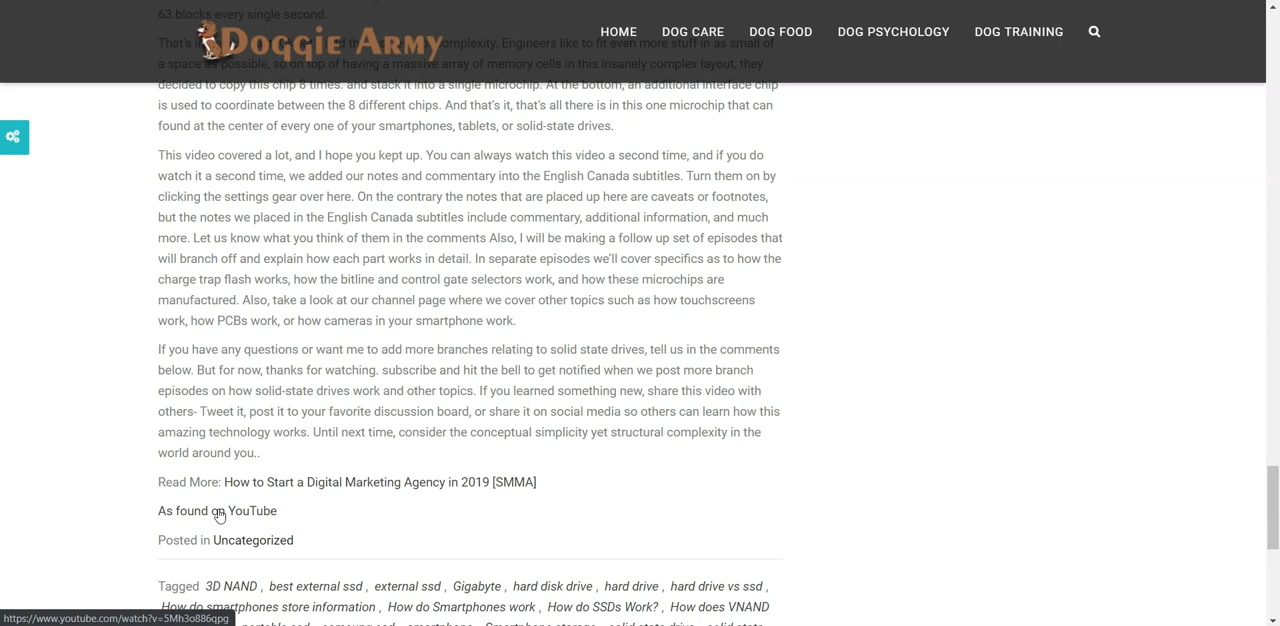 63 blocks every single second.
Doggie Army
HOME DOG CARE DOG FOOD DOG PSYCHOLOGY DOG TRAINING
complexity. Engineers like to fit even more stuff in as small of
a space as possible, so on top of having a massive array of memory cells in this insanely complex layout, they
decided to copy this chip 8 times. and stack it into a single microchip. At the bottom, an additional interface chip
is used to coordinate between the 8 different chips. And that's it, that's all there is in this one microchip that can
found at the center of every one of your smartphones, tablets, or solid-state drives.
This video covered a lot, and I hope you kept up. You can always watch this video a second time, and if you do
watch it a second time, we added our notes and commentary into the English Canada subtitles. Turn them on by
clicking the settings gear over here. On the contrary the notes that are placed up here are caveats or footnotes,
but the notes we placed in the English Canada subtitles include commentary, additional information, and much
more. Let us know what you think of them in the comments Also, I will be making a follow up set of episodes that
will branch off and explain how each part works in detail. In separate episodes we'll cover specifics as to how the
charge trap flash works, how the bitline and control gate selectors work, and how these microchips are
manufactured. Also, take a look at our channel page where we cover other topics such as how touchscreens
work, how PCBs work, or how cameras in your smartphone work.
If you have any questions or want me to add more branches relating to solid state drives, tell us in the comments
below. But for now, thanks for watching. subscribe and hit the bell to get notified when we post more branch
episodes on how solid-state drives work and other topics. If you learned something new, share this video with
others- Tweet it, post it to your favorite discussion board, or share it on social media so others can learn how this
amazing technology works. Until next time, consider the conceptual simplicity yet structural complexity in the
world around you..
Read More: How to Start a Digital Marketing Agency in 2019 [SMMA]
As found on YouTube
Posted in Uncategorized
Tagged 3D NAND , best external ssd , external ssd , Gigabyte , hard disk drive , hard drive , hard drive vs ssd ,
How do smartphones store information , How do Smartphones work , How do SSDs Work? , How does VNAND
https://www.youtube.com/watch?v=5Mh3o886qpg
portable ssd , samsung ssd , smartphone , Smartphone storage , solid state drive , solid state